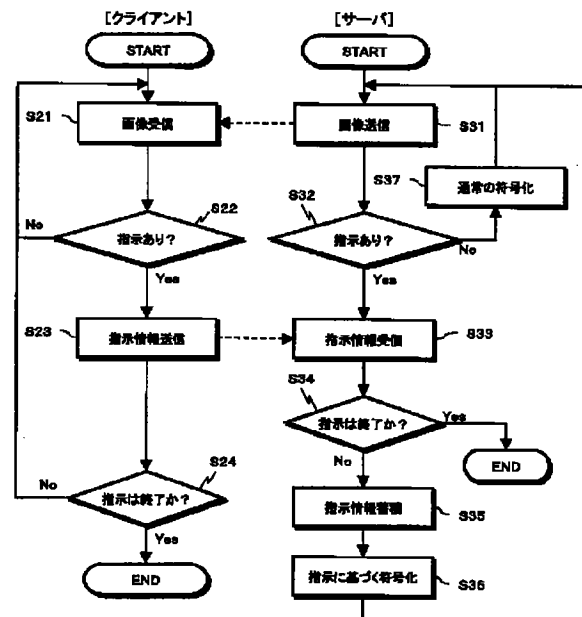 [クライアント]
START
S21
画像受信
S22
指示あり?
No
Yes
S23
指示情報送信
S24
指示は終了か?
No
Yes
END
[サーバ]
START
画像送信
S31
S37
通常の符号化
S32
指示あり?
No
Yes
指示情報受信
S33
S34
指示は終了か?
Yes
No
END
指示情報蓄積
S35
指示に基づく符号化
S36